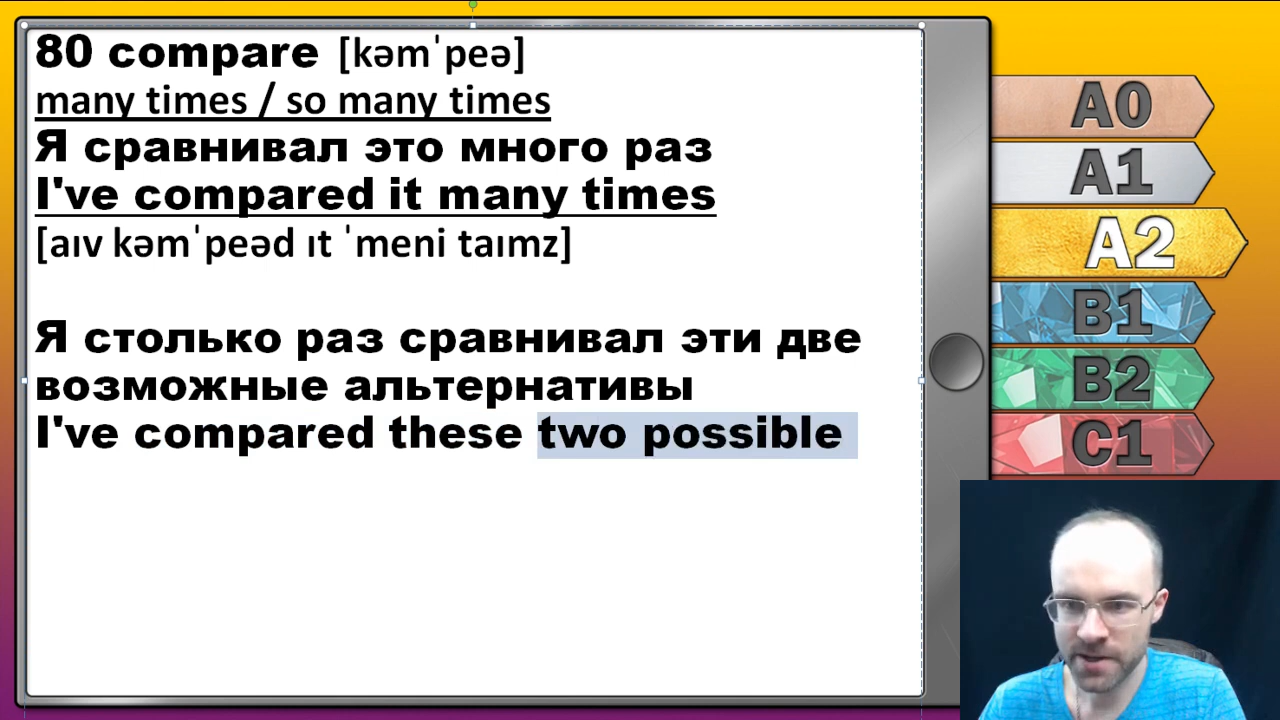 80 compare [kəmˈpeə]
many times / so many times
Я сравнивал это много раз
I've compared it many times
[aɪv kəmˈpeəd ɪt ˈmeni taɪmz]
Я столько раз сравнивал эти две
возможные альтернативы
I've compared these two possible
A0
A1
A2
B1
B2
C1